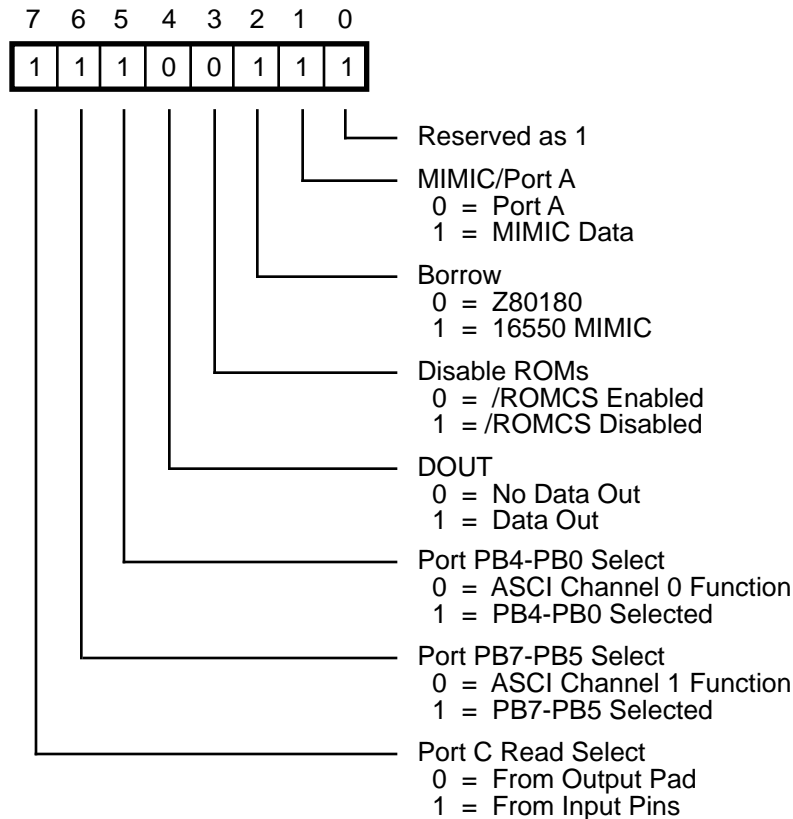 7 6 5 4 3 2 1 0
1 1 1 0 0 1 1 1
Reserved as 1
MIMIC/Port A
0 = Port A
1 = MIMIC Data
Borrow
0 = Z80180
1 = 16550 MIMIC
Disable ROMs
0 = /ROMCS Enabled
1 = /ROMCS Disabled
DOUT
0 = No Data Out
1 = Data Out
Port PB4-PB0 Select
0 = ASCI Channel 0 Function
1 = PB4-PB0 Selected
Port PB7-PB5 Select
0 = ASCI Channel 1 Function
1 = PB7-PB5 Selected
Port C Read Select
0 = From Output Pad
1 = From Input Pins